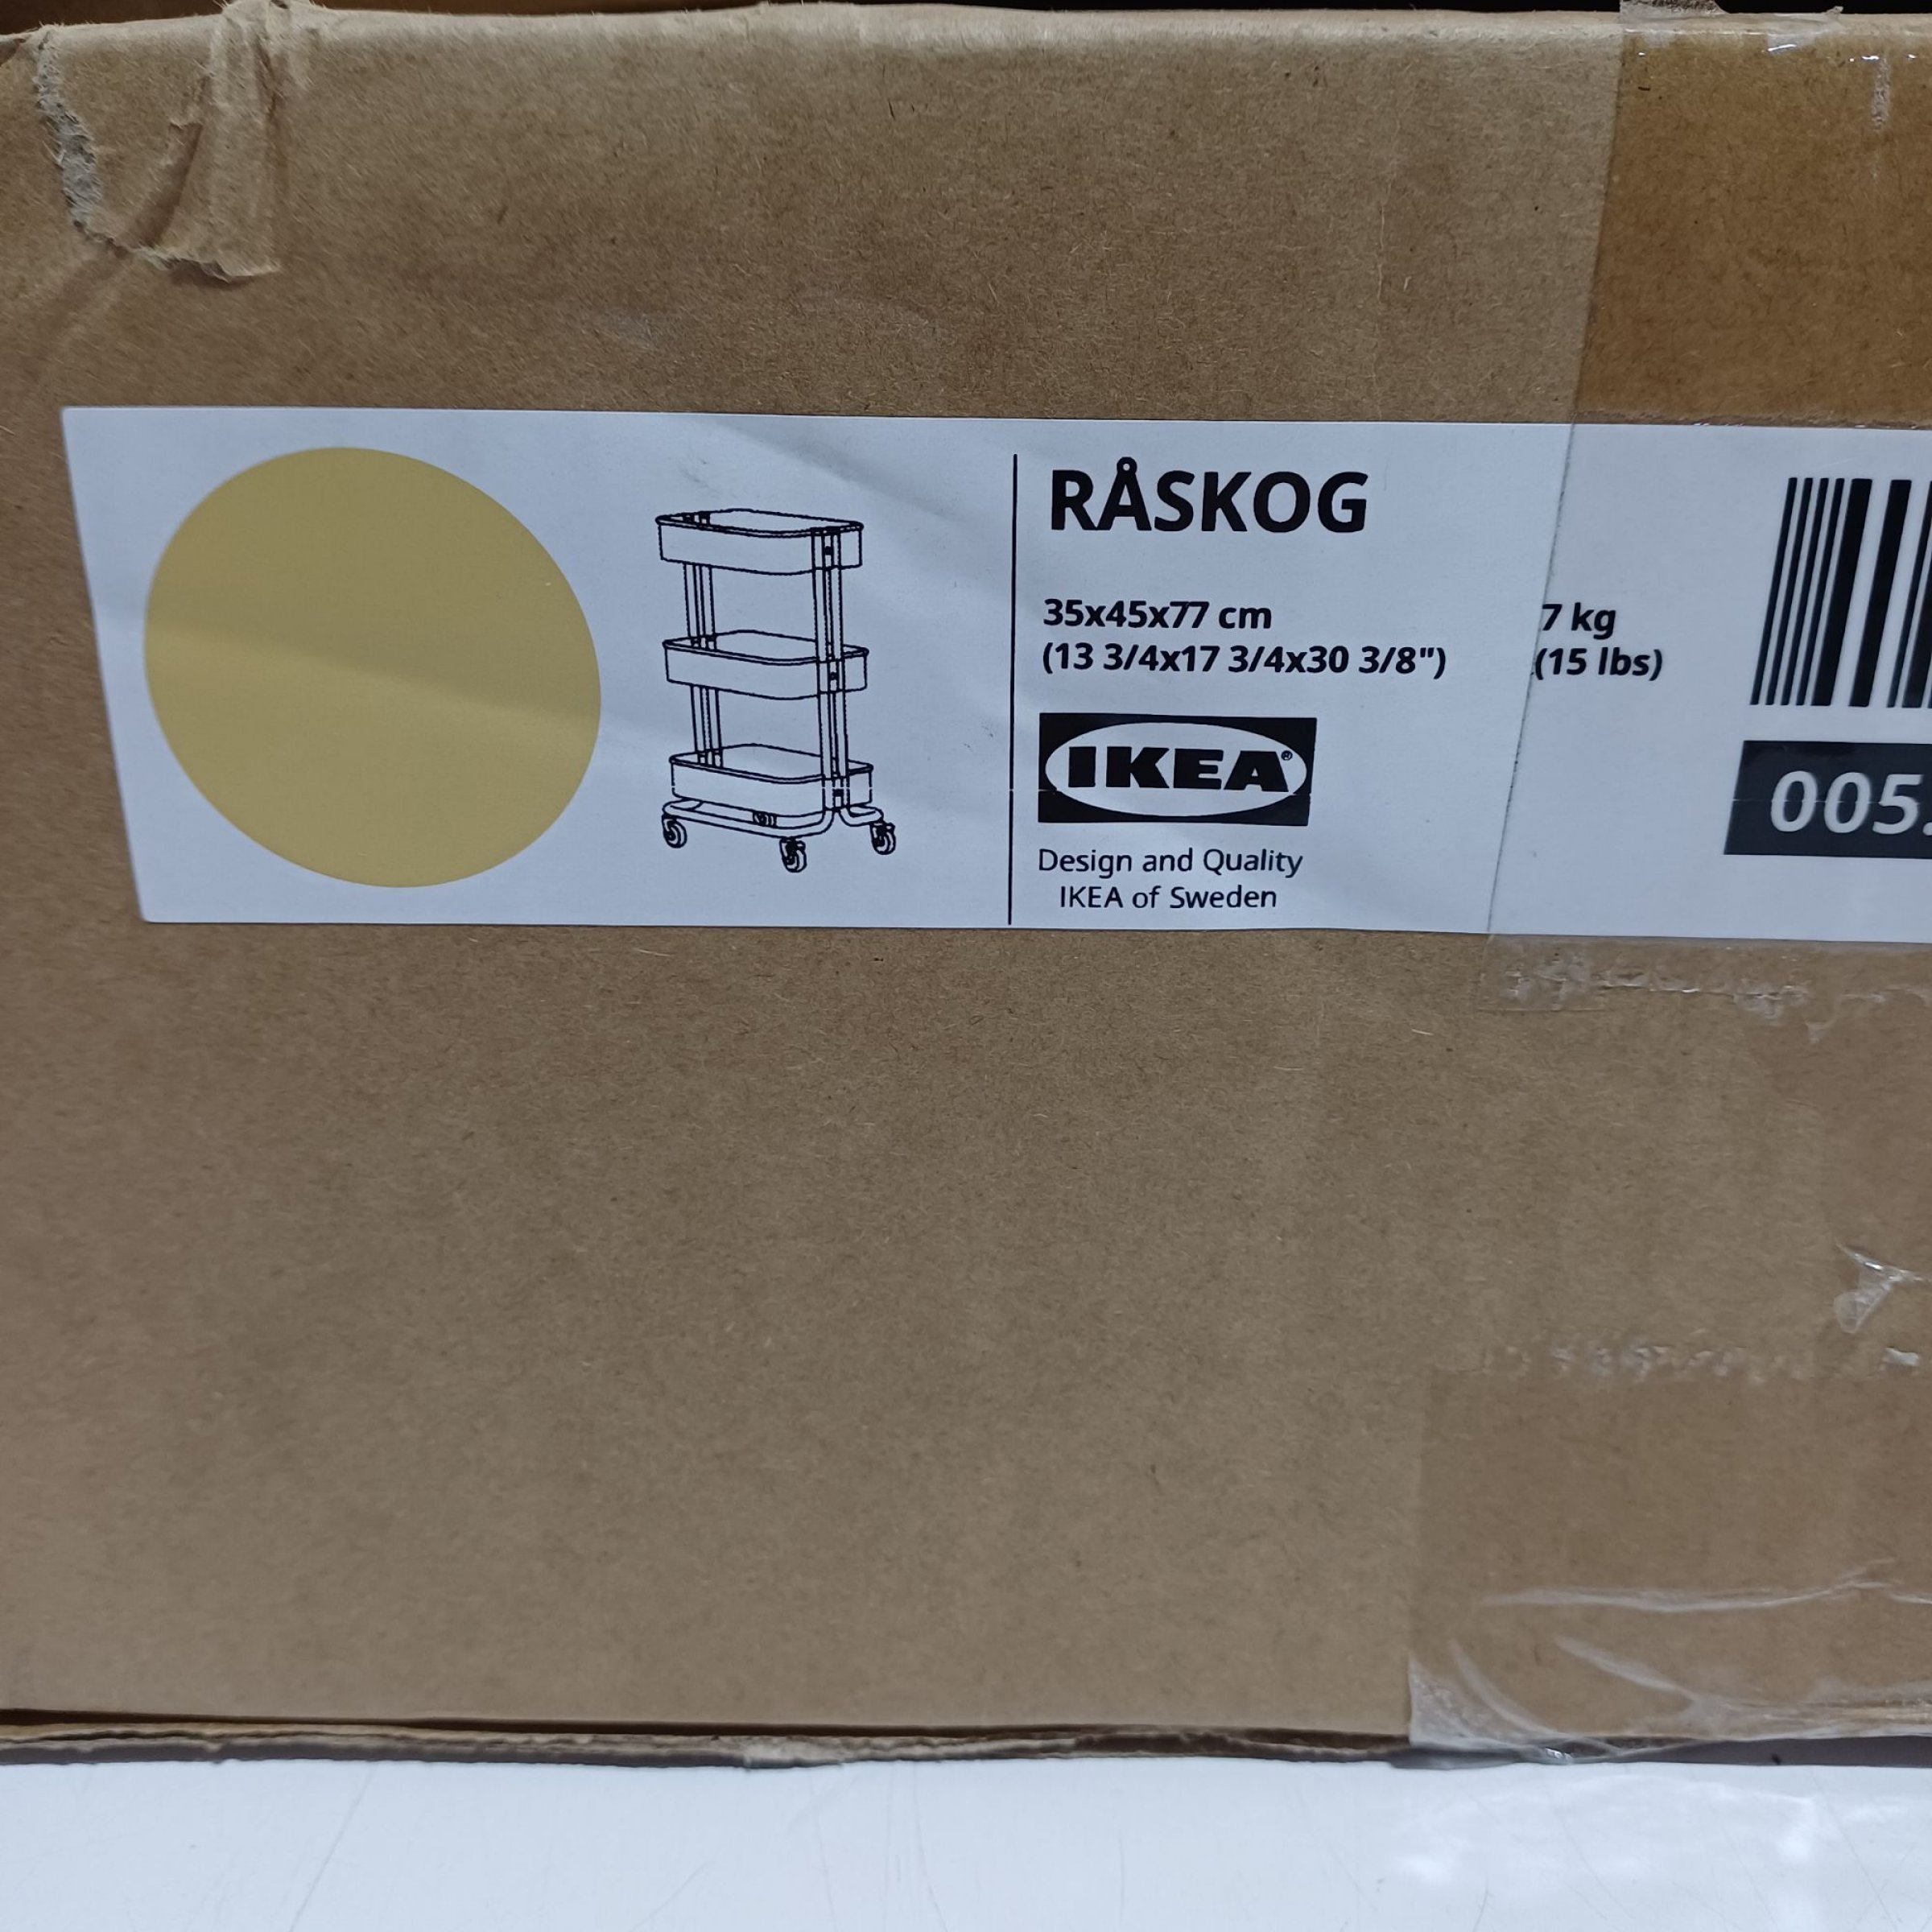 RÅSKOG
35x45x77 cm
(13 3/4x17 3/4x30 3/8")
7 kg
(15 lbs)
IKEA®
Design and Quality
IKEA of Sweden
005